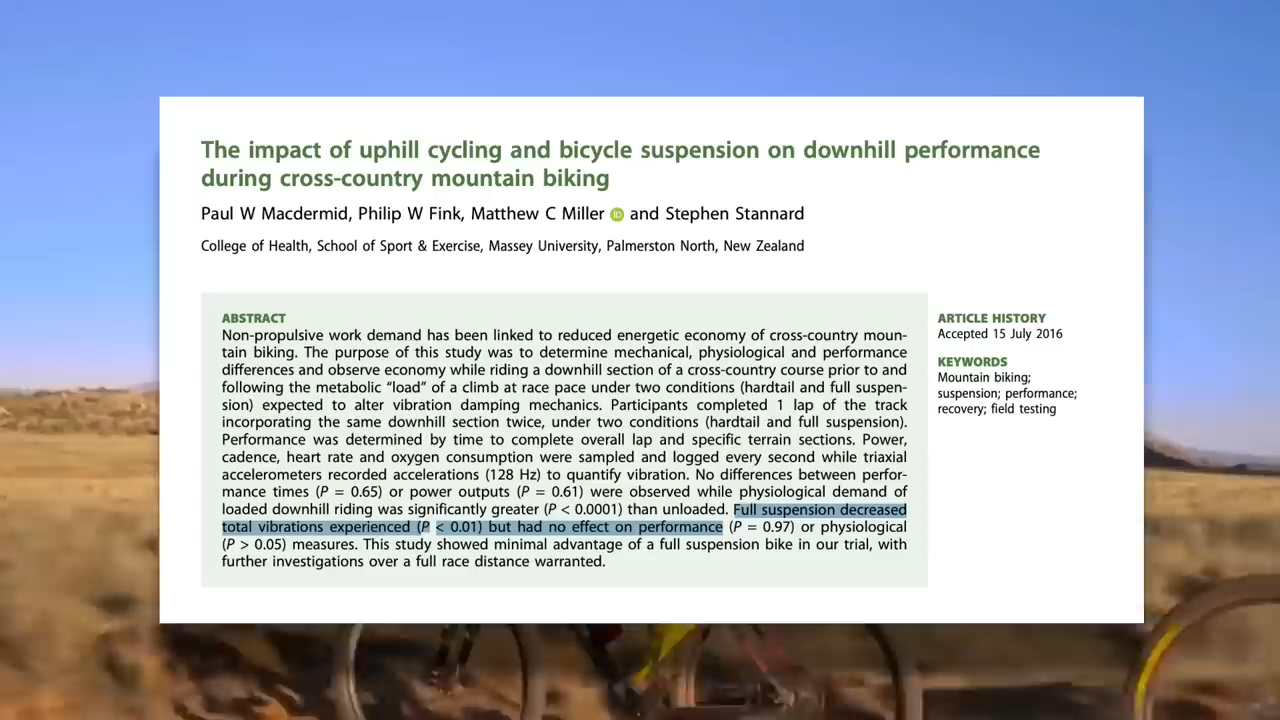 The impact of uphill cycling and bicycle suspension on downhill performance
during cross-country mountain biking
Paul W Macdermid, Philip W Fink, Matthew C Miller iD and Stephen Stannard
College of Health, School of Sport & Exercise, Massey University, Palmerston North, New Zealand
ABSTRACT
Non-propulsive work demand has been linked to reduced energetic economy of cross-country moun-
tain biking. The purpose of this study was to determine mechanical, physiological and performance
differences and observe economy while riding a downhill section of a cross-country course prior to and
following the metabolic “load” of a climb at race pace under two conditions (hardtail and full suspen-
sion) expected to alter vibration damping mechanics. Participants completed 1 lap of the track
incorporating the same downhill section twice, under two conditions (hardtail and full suspension).
Performance was determined by time to complete overall lap and specific terrain sections. Power,
cadence, heart rate and oxygen consumption were sampled and logged every second while triaxial
accelerometers recorded accelerations (128 Hz) to quantify vibration. No differences between perfor-
mance times (P = 0.65) or power outputs (P = 0.61) were observed while physiological demand of
loaded downhill riding was significantly greater (P < 0.0001) than unloaded. Full suspension decreased
total vibrations experienced (P < 0.01) but had no effect on performance (P = 0.97) or physiological
(P > 0.05) measures. This study showed minimal advantage of a full suspension bike in our trial, with
further investigations over a full race distance warranted.
ARTICLE HISTORY
Accepted 15 July 2016
KEYWORDS
Mountain biking;
suspension; performance;
recovery; field testing